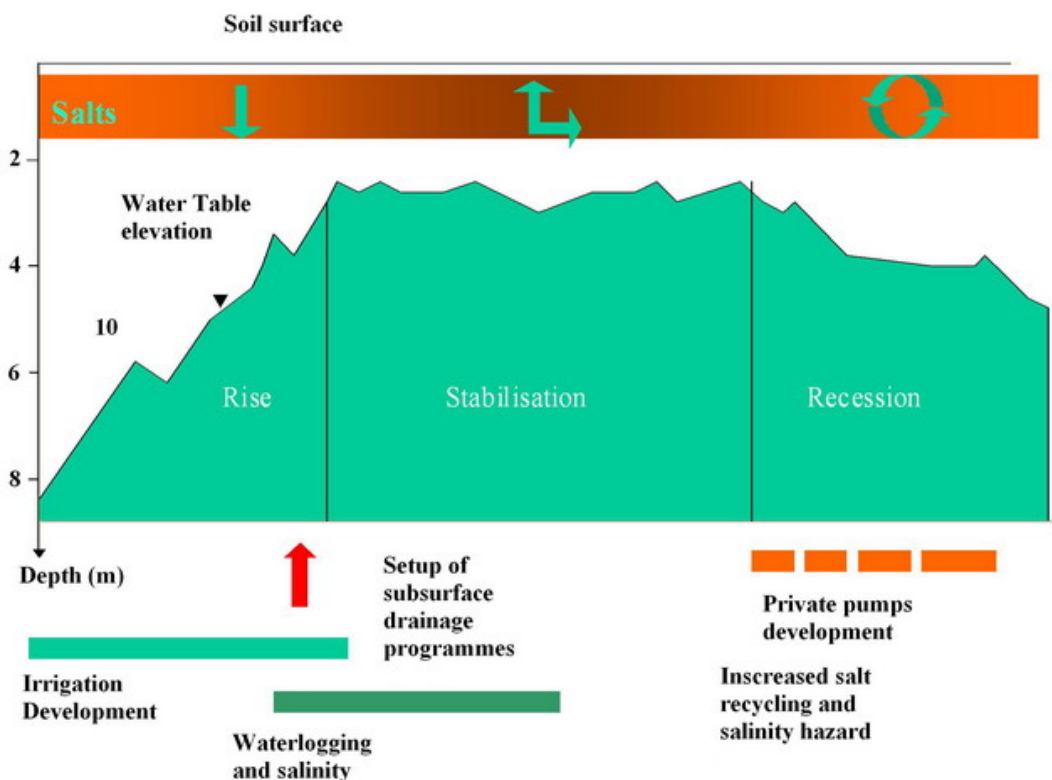 Soil surface
Salts
2
Water Table
elevation
4
10
6
Rise
Stabilisation
Recession
8
Depth (m)
Setup of
subsurface
drainage
programmes
Private pumps
development
Irrigation
Development
Inscreased salt
recycling and
salinity hazard
Waterlogging
and salinity